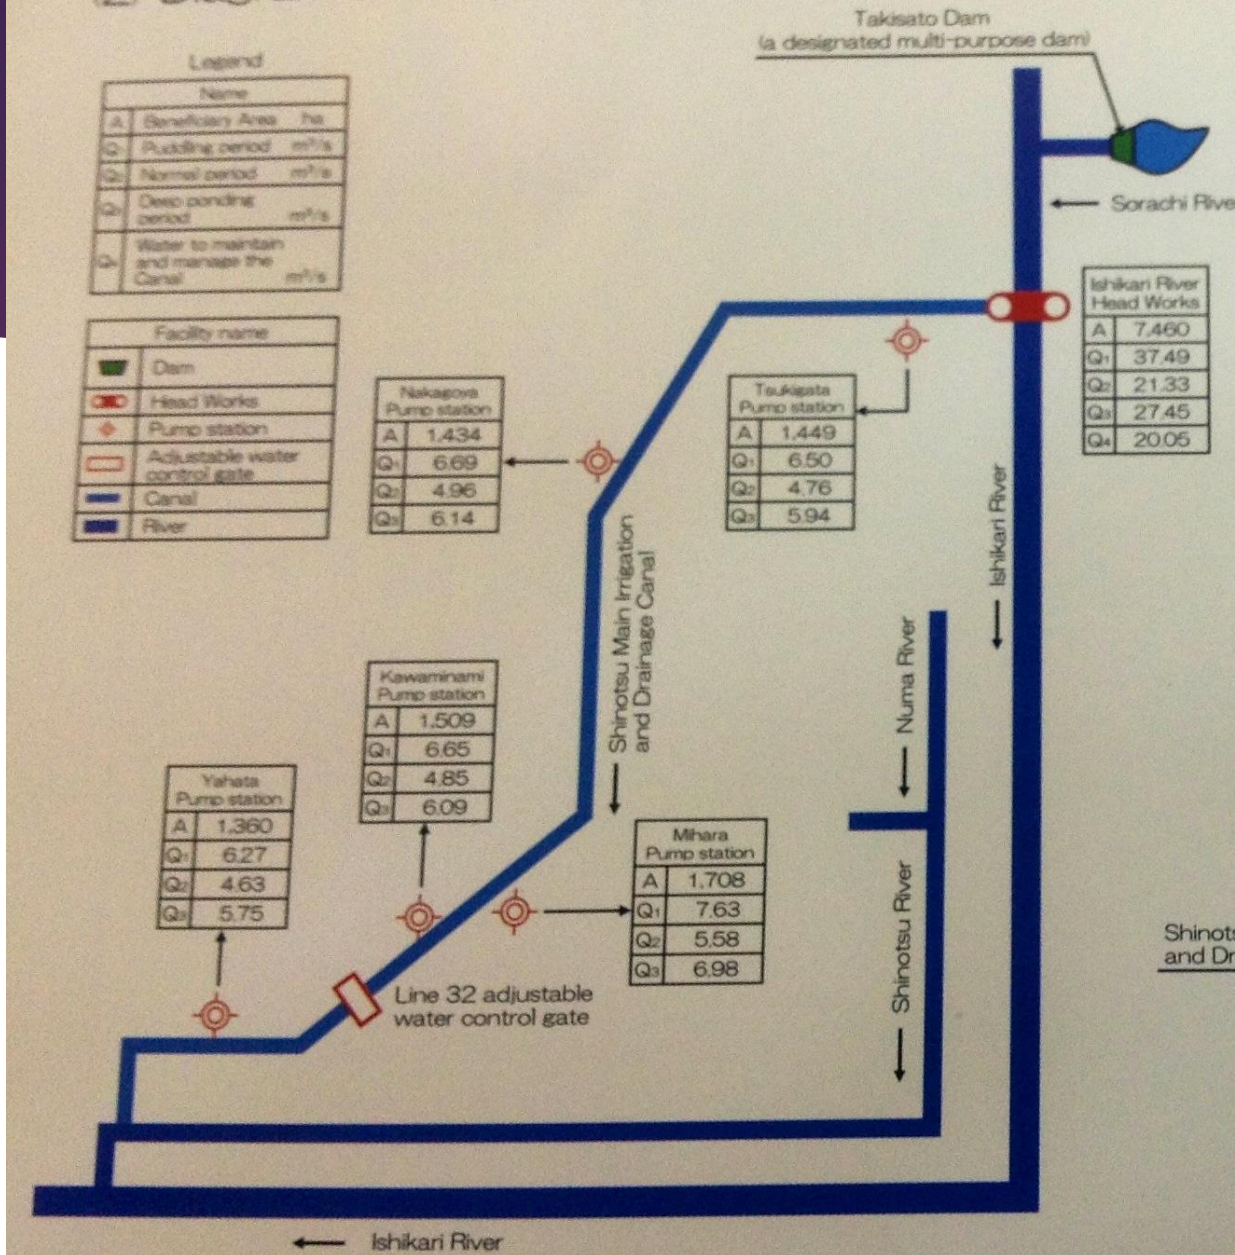 Takisato Dam
(a designated multi-purpose dam)
Legend
Name
A Beneficiary Area ha
Q1 Puddling period m³/s
Q2 Normal period m³/s
Q3 Deep ponding
period m³/s
Q4 Water to maintain
and manage the
Canal m³/s
Facility name
Dam
Head Works
Pump station
Adjustable water
control gate
Canal
River
Sorachi Rive
Ishikari River
Head Works
A 7,460
Q1 37.49
Q2 21.33
Q3 27.45
Q4 20.05
Tsukigata
Pump station
A 1,449
Q1 6.50
Q2 4.76
Q3 5.94
Nakagoya
Pump station
A 1,434
Q1 6.69
Q2 4.96
Q3 6.14
Ishikari River
Shinotsu Main Irrigation
and Drainage Canal
Numa River
Kawaminami
Pump station
A 1,509
Q1 6.65
Q2 4.85
Q3 6.09
Yahata
Pump station
A 1,360
Q1 6.27
Q2 4.63
Q3 5.75
Mihara
Pump station
A 1,708
Q1 7.63
Q2 5.58
Q3 6.98
Shinotsu River
Shinots
and Dr
Line 32 adjustable
water control gate
Ishikari River